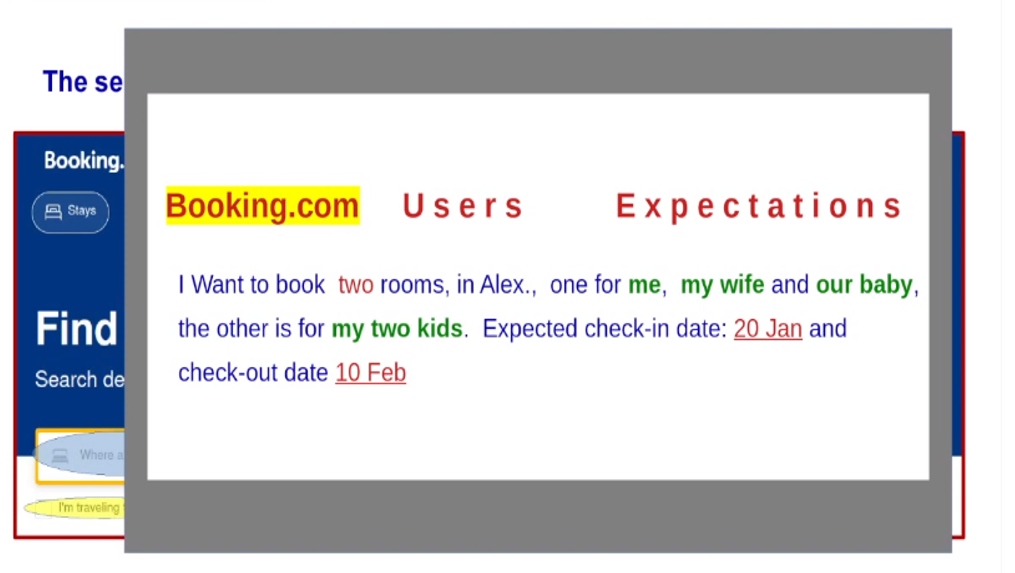 The se
Booking.
Stays
Find
Search de
Where a
I'm traveling
Booking.com Users Expectations
I Want to book two rooms, in Alex., one for me, my wife and our baby,
the other is for my two kids. Expected check-in date: 20 Jan and
check-out date 10 Feb